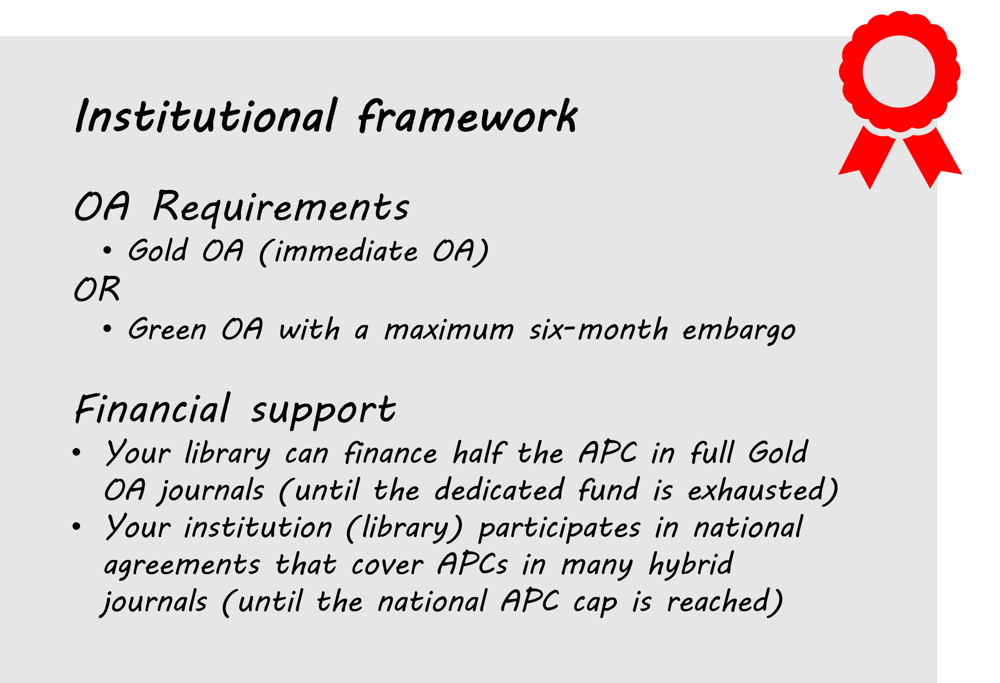 Institutional framework
OA Requirements
• Gold OA (immediate OA)
OR
• Green OA with a maximum six-month embargo
Financial support
• Your library can finance half the APC in full Gold
OA journals (until the dedicated fund is exhausted)
• Your institution (library) participates in national
agreements that cover APCs in many hybrid
journals (until the national APC cap is reached)